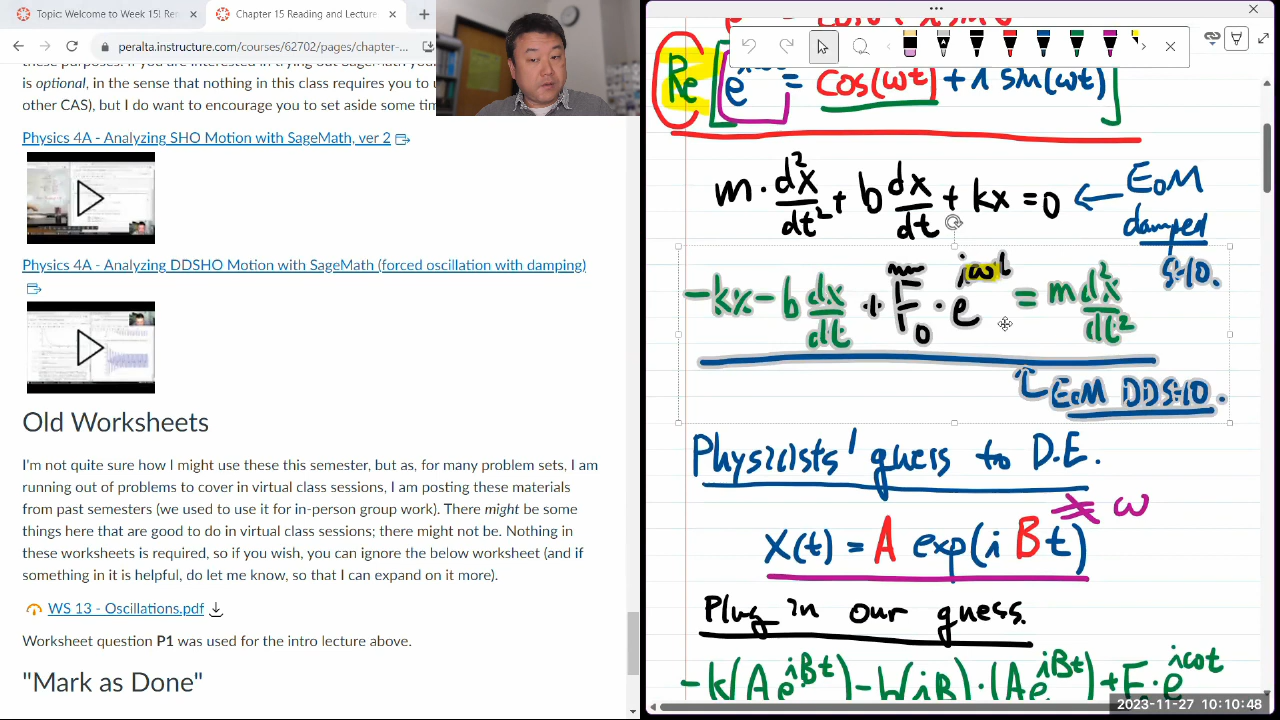 Topic: Welcome to Week 15! Re
Chapter 15 Reading and Lecture
peralta.instructure.com/courses/62702/pages/chapter-...
is optional, in the sense that nothing in this class requires you to u
other CAS), but I do want to encourage you to set aside some tim
Physics 4A - Analyzing SHO Motion with SageMath, ver 2
Physics 4A - Analyzing DDSHO Motion with SageMath (forced oscillation with damping)
Old Worksheets
I'm not quite sure how I might use these this semester, but as, for many problem sets, I am
running out of problems to cover in virtual class sessions, I am posting these materials
from past semesters (we used to use it for in-person group work). There might be some
things here that are good to do in virtual class sessions; there might not be. Nothing in
these worksheets is required, so if you wish, you can ignore the below worksheet (and if
something in it is helpful, do let me know, so that I can expand on it more).
WS 13 - Oscillations.pdf
Worksheet question P1 was used for the intro lecture above.
"Mark as Done"
Re[e^{iωt} = cos(ωt) + i sin(ωt)]
m · d²x/dt² + b dx/dt + kx = 0 ← EoM
damped
S.H.O.
-kx - b dx/dt + F₀ · e^{iωt} = m d²x/dt²
EoM DDSHO.
Physicists' guess to D.E.
≠ ω
x(t) = A exp(i B t)
Plug in our guess.
-k(A e^{iBt}) - b(iB)·(A e^{iBt}) + F · e^{iωt}
2023-11-27 10:10:48